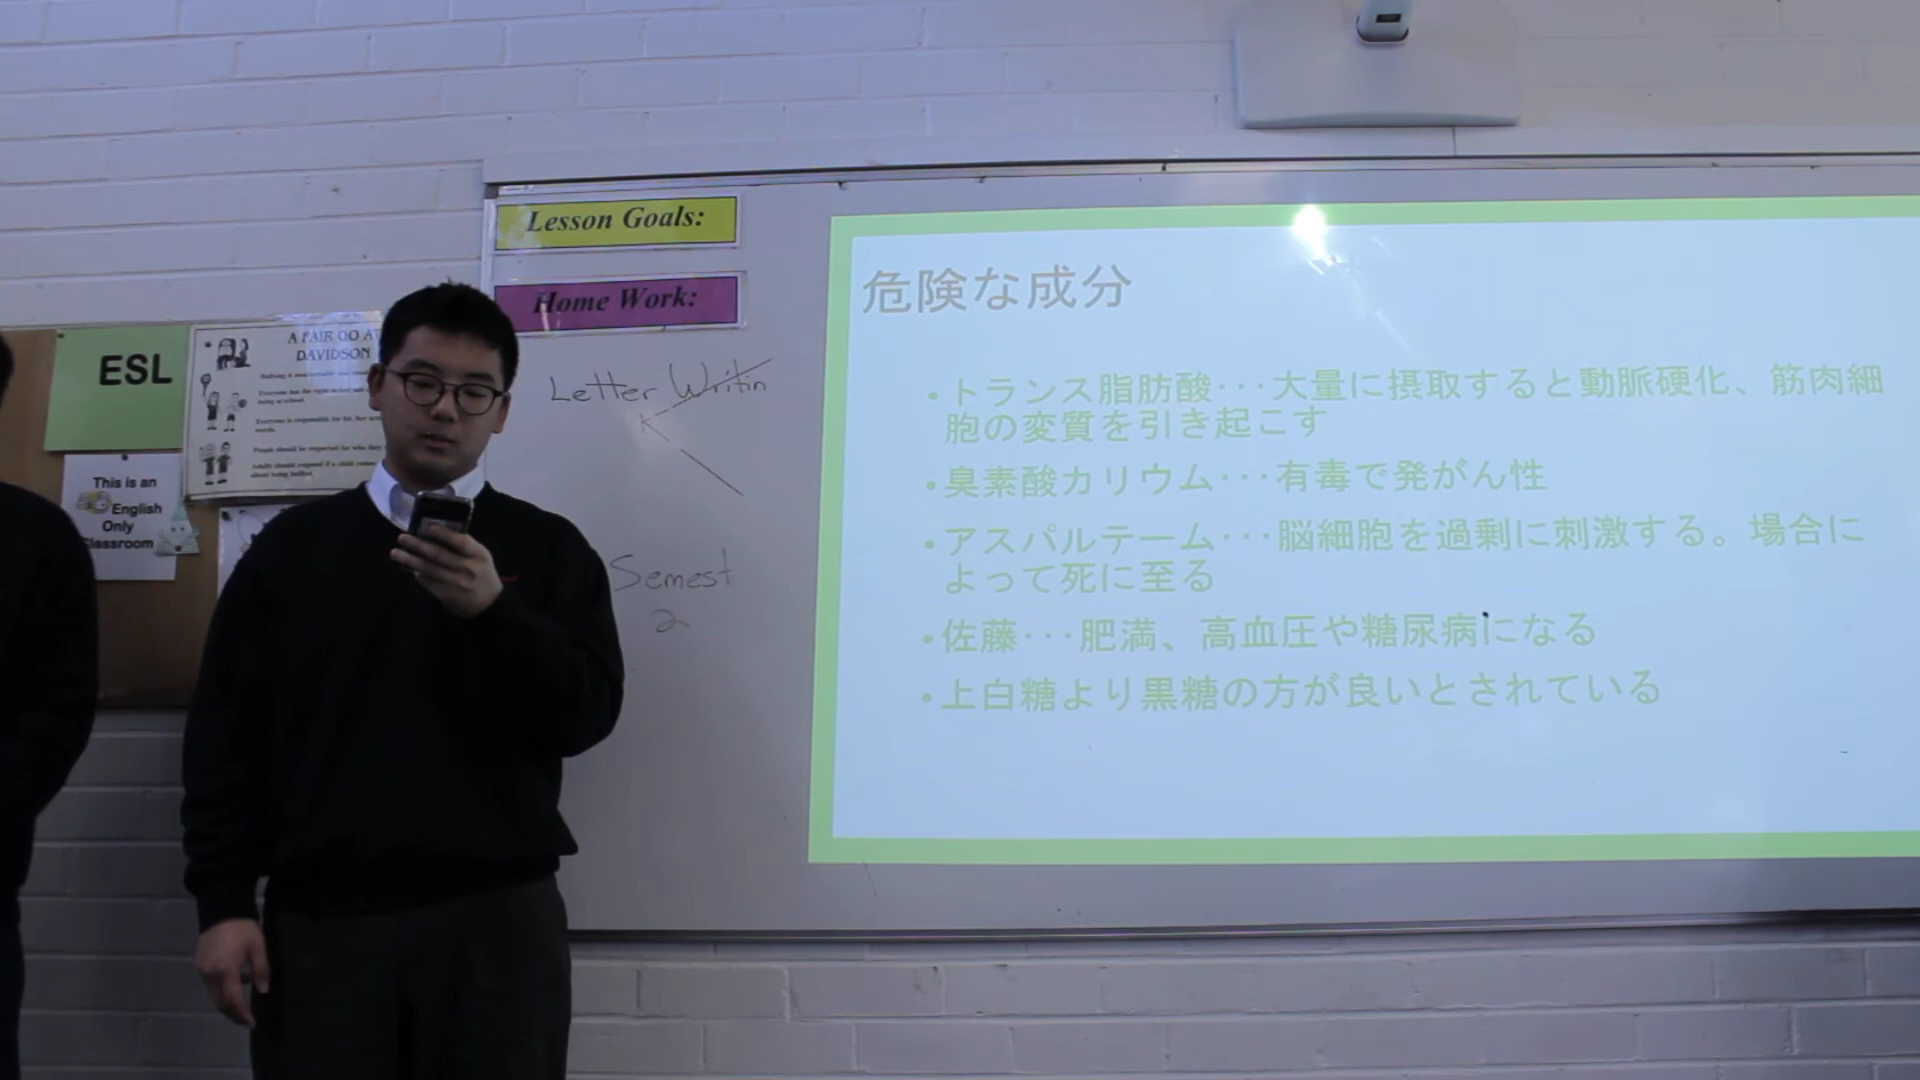 Lesson Goals:
Home Work:
Letter Writin
Semest
2
ESL
A FAIR GO AT
DAVIDSON
This is an
English
Only
Classroom
危険な成分
・トランス脂肪酸･･･大量に摂取すると動脈硬化、筋肉細
胞の変質を引き起こす
・臭素酸カリウム･･･有毒で発がん性
・アスパルテーム･･･脳細胞を過剰に刺激する。場合に
よって死に至る
・佐藤･･･肥満、高血圧や糖尿病になる
・上白糖より黒糖の方が良いとされている